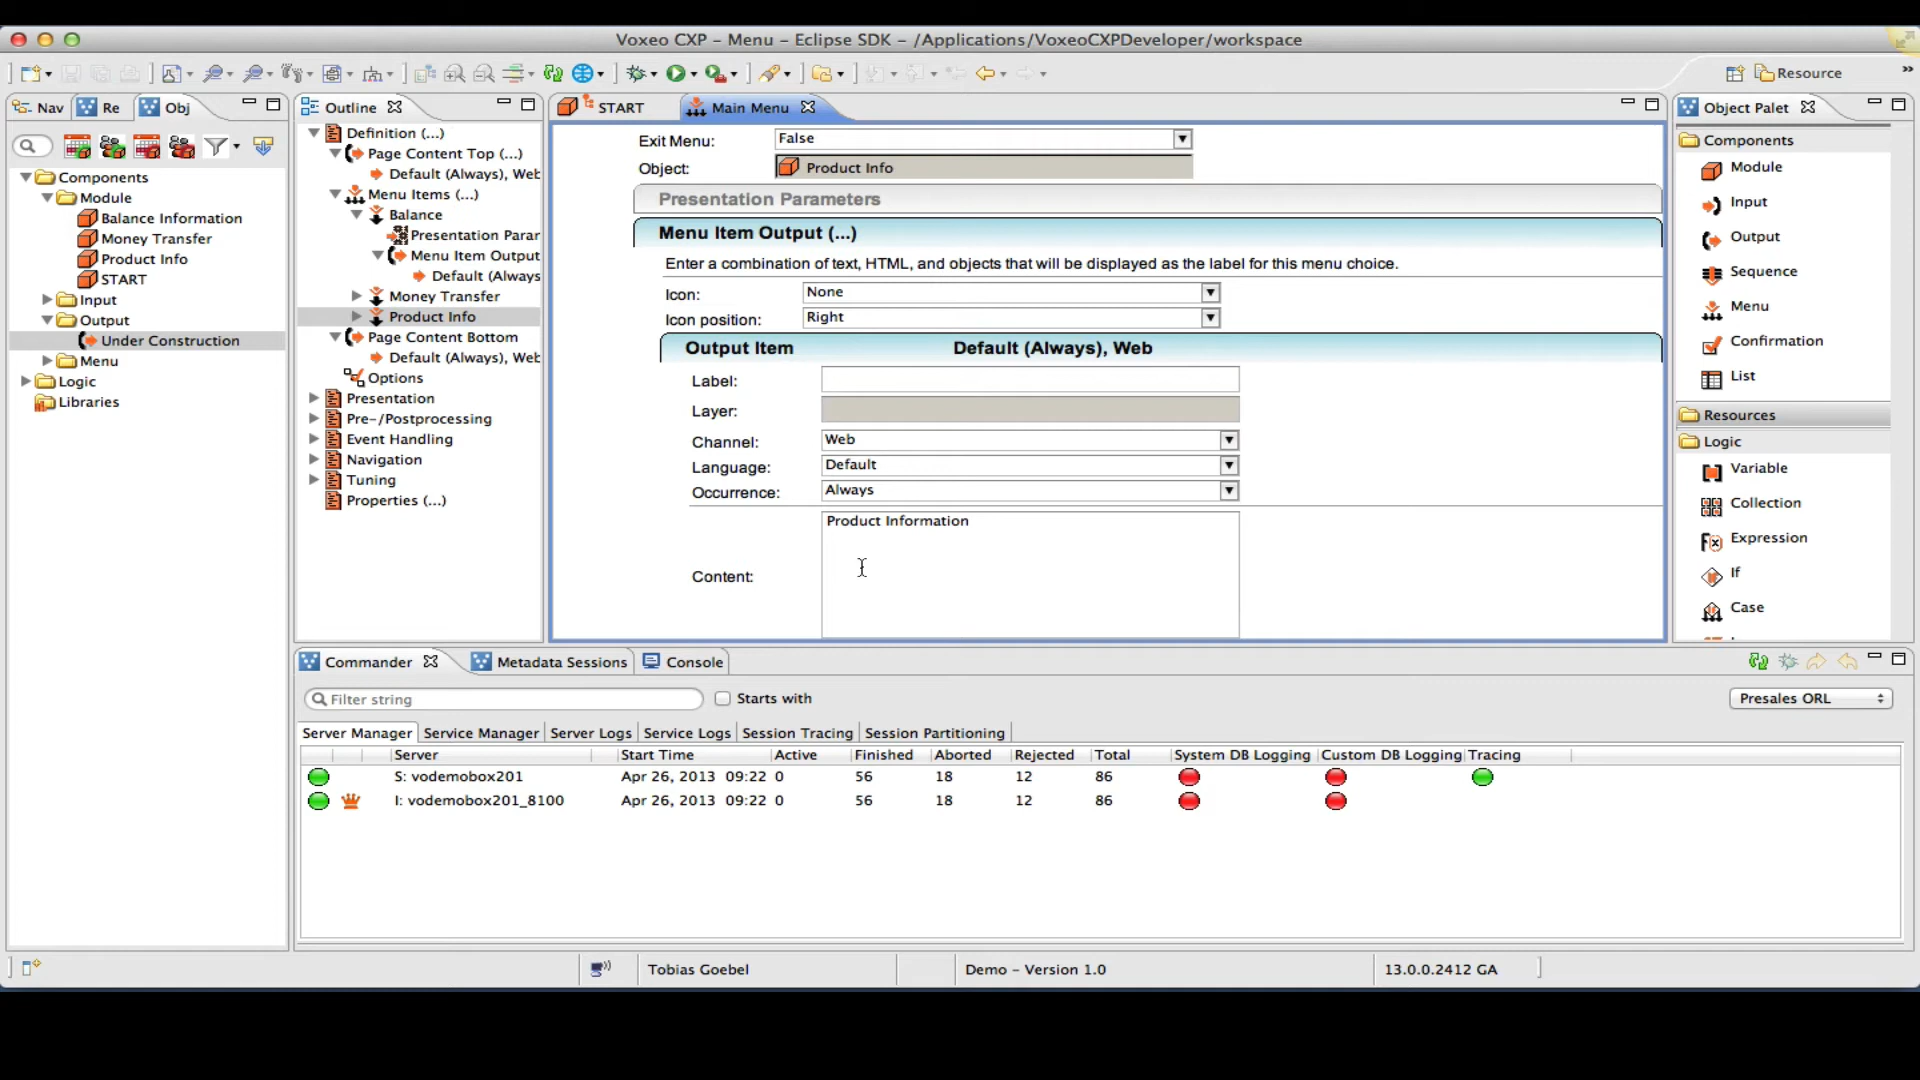 Voxeo CXP – Menu – Eclipse SDK – /Applications/VoxeoCXPDeveloper/workspace
Resource
Nav
Re
Obj
Components
Module
Balance Information
Money Transfer
Product Info
START
Input
Output
Under Construction
Menu
Logic
Libraries
Outline
Definition (...)
Page Content Top (...)
Default (Always), Web
Menu Items (...)
Balance
Presentation Parar
Menu Item Output
Default (Always
Money Transfer
Product Info
Page Content Bottom
Default (Always), Web
Options
Presentation
Pre-/Postprocessing
Event Handling
Navigation
Tuning
Properties (...)
START
Main Menu
Exit Menu: False
Object: Product Info
Presentation Parameters
Menu Item Output (...)
Enter a combination of text, HTML, and objects that will be displayed as the label for this menu choice.
Icon: None
Icon position: Right
Output Item Default (Always), Web
Label:
Layer:
Channel: Web
Language: Default
Occurrence: Always
Product Information
Content:
Object Palet
Components
Module
Input
Output
Sequence
Menu
Confirmation
List
Resources
Logic
Variable
Collection
Expression
If
Case
Commander
Metadata Sessions
Console
Filter string
Starts with
Presales ORL
Server Manager Service Manager Server Logs Service Logs Session Tracing Session Partitioning
Server Start Time Active Finished Aborted Rejected Total System DB Logging Custom DB Logging Tracing
S: vodemobox201 Apr 26, 2013 09:22 0 56 18 12 86
I: vodemobox201_8100 Apr 26, 2013 09:22 0 56 18 12 86
Tobias Goebel
Demo – Version 1.0
13.0.0.2412 GA